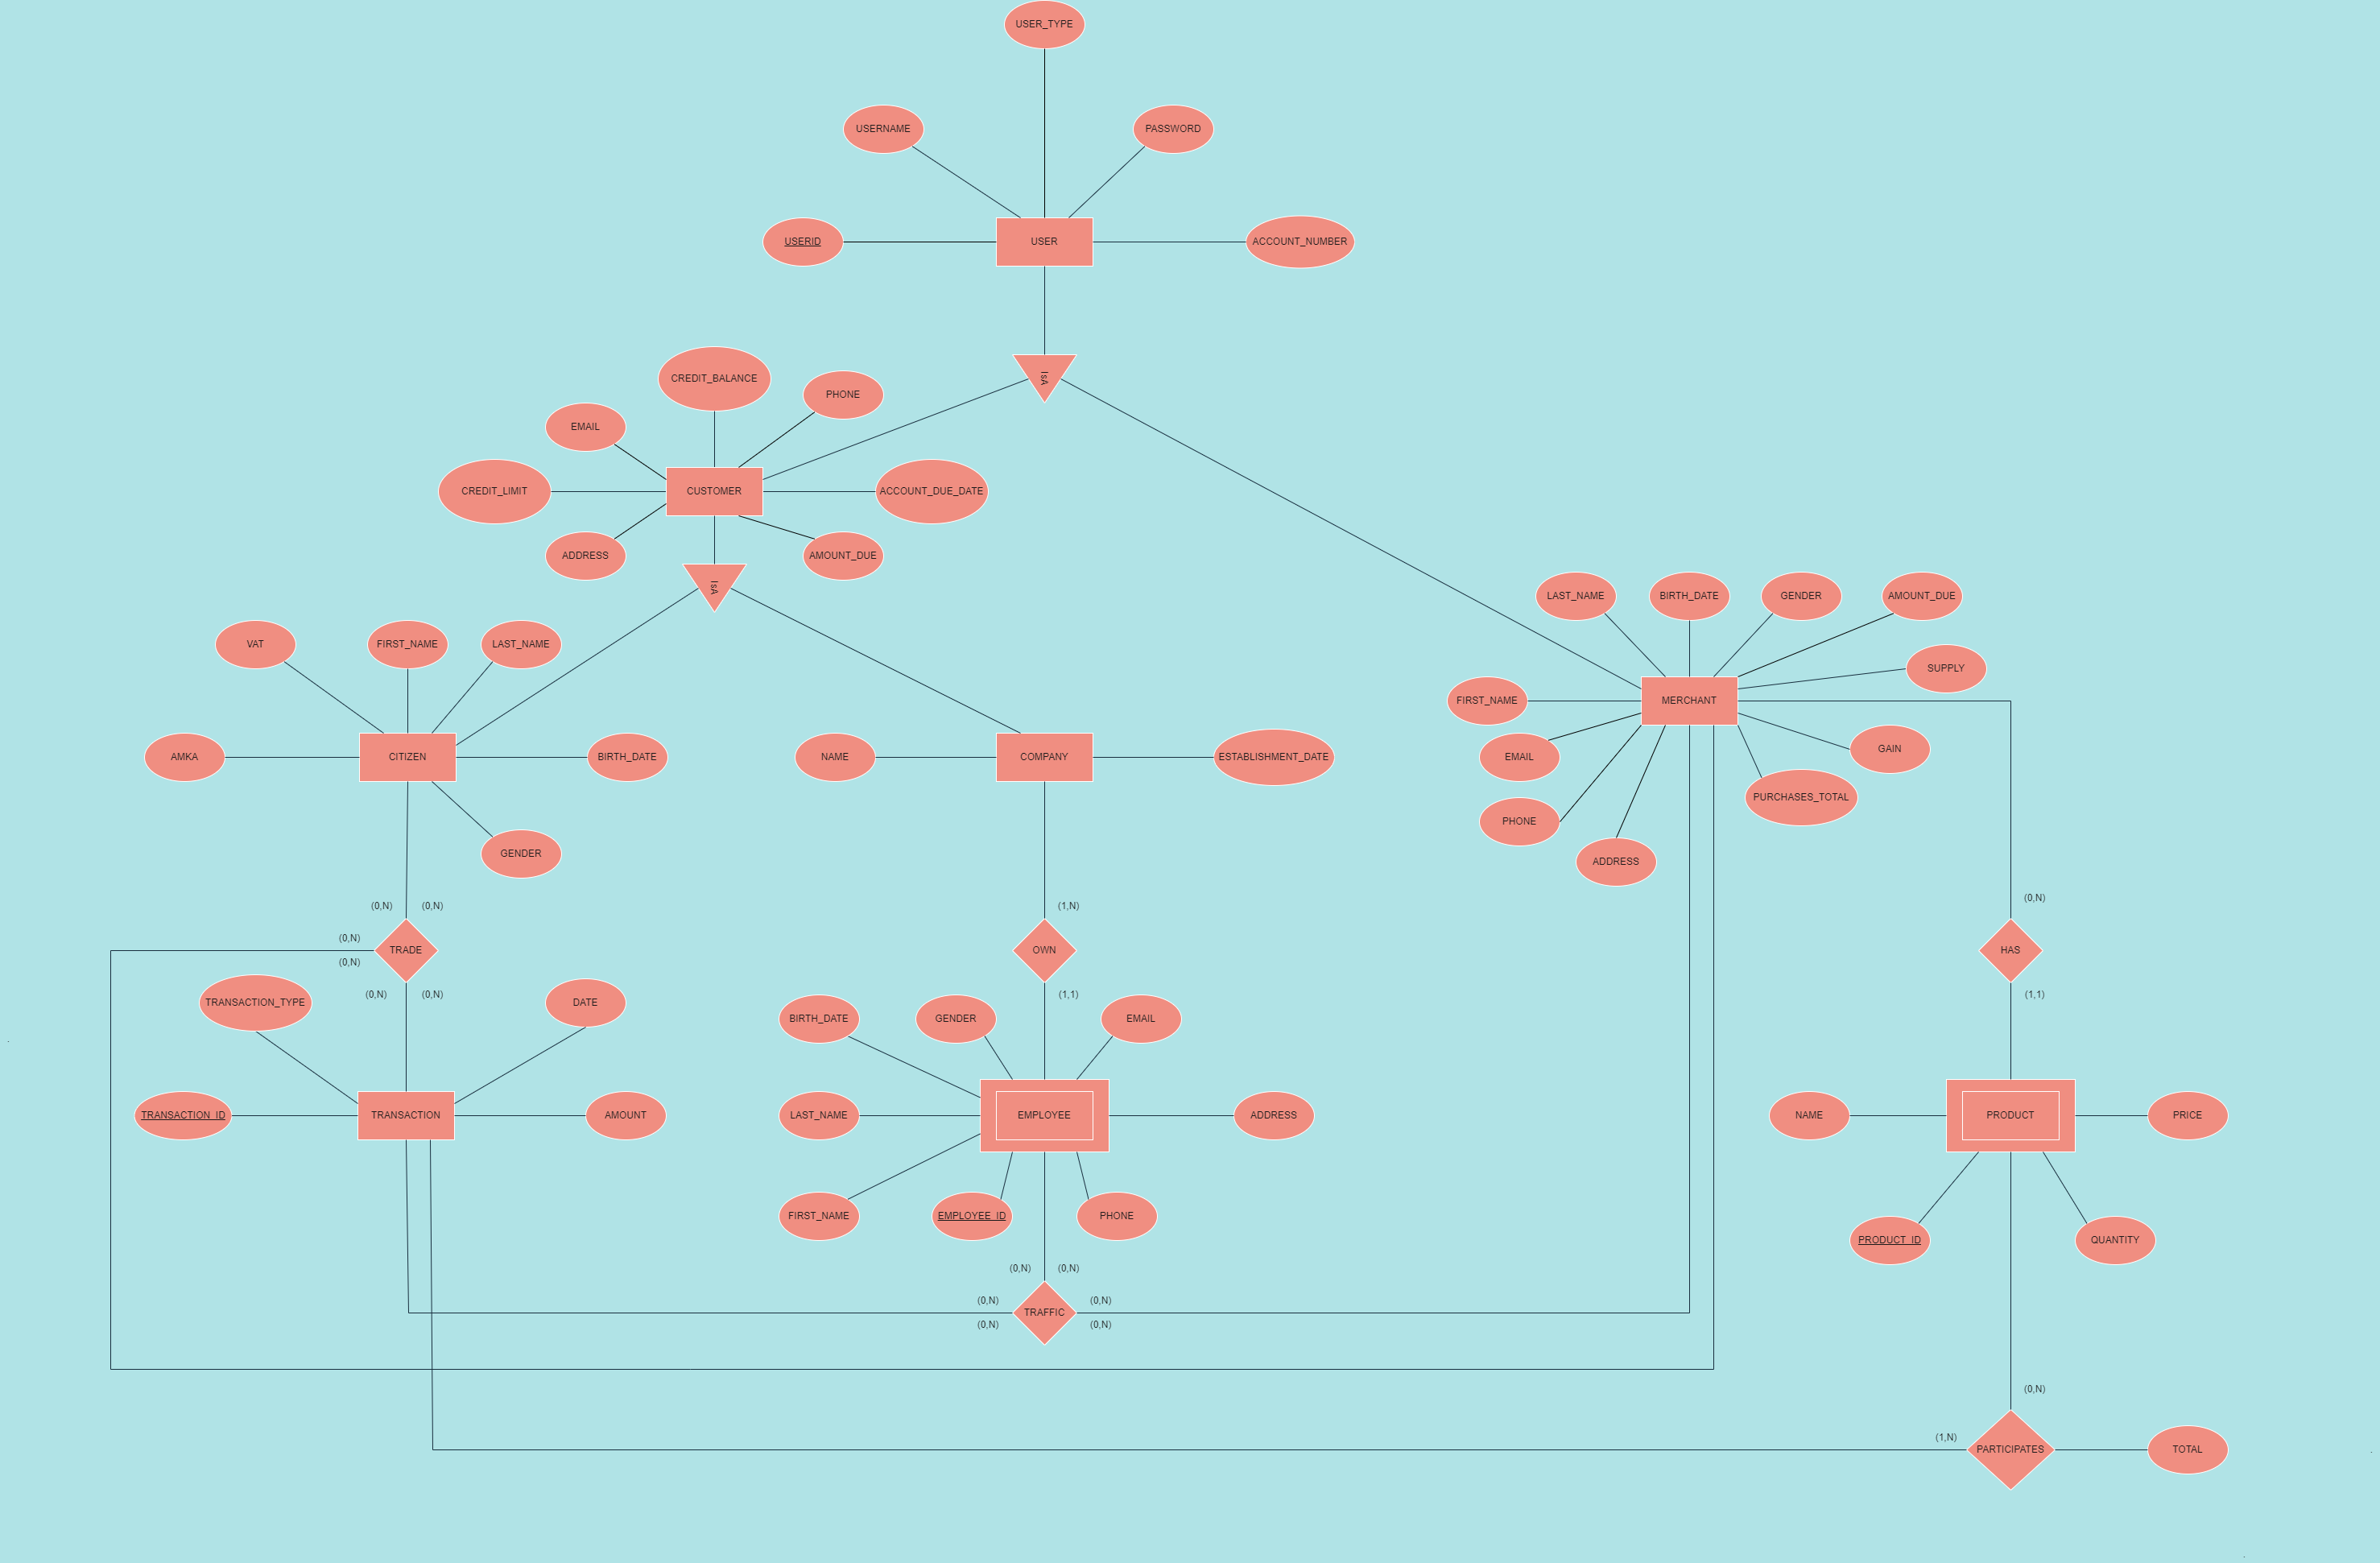 USER_TYPE
USERNAME
PASSWORD
USERID
USER
ACCOUNT_NUMBER
IsA
CREDIT_BALANCE
PHONE
EMAIL
CREDIT_LIMIT
CUSTOMER
ACCOUNT_DUE_DATE
ADDRESS
AMOUNT_DUE
IsA
LAST_NAME
BIRTH_DATE
GENDER
AMOUNT_DUE
SUPPLY
FIRST_NAME
MERCHANT
EMAIL
GAIN
PHONE
PURCHASES_TOTAL
ADDRESS
VAT
FIRST_NAME
LAST_NAME
AMKA
CITIZEN
BIRTH_DATE
GENDER
NAME
COMPANY
ESTABLISHMENT_DATE
(0,N)
(0,N)
(0,N)
TRADE
(0,N)
(0,N)
(0,N)
(1,N)
OWN
(1,1)
(0,N)
HAS
(1,1)
TRANSACTION_TYPE
DATE
TRANSACTION_ID
TRANSACTION
AMOUNT
BIRTH_DATE
GENDER
EMAIL
LAST_NAME
EMPLOYEE
ADDRESS
FIRST_NAME
EMPLOYEE_ID
PHONE
NAME
PRODUCT
PRICE
PRODUCT_ID
QUANTITY
(0,N)
(0,N)
(0,N)
(0,N)
TRAFFIC
(0,N)
(0,N)
(0,N)
(1,N)
PARTICIPATES
TOTAL